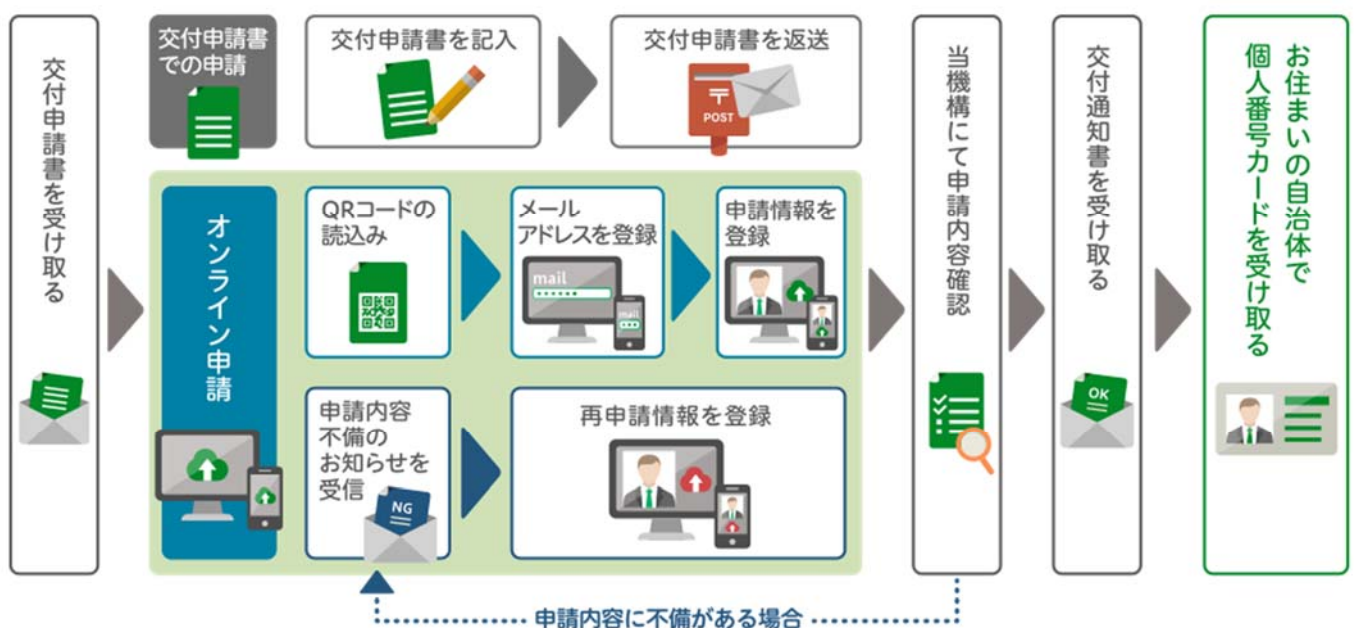 交付申請書を受け取る
交付申請書
での申請
交付申請書を記入
交付申請書を返送
〒
POST
オンライン申請
QRコードの
読込み
メール
アドレスを登録
mail
mail
申請情報を
登録
申請内容
不備の
お知らせを
受信
NG
再申請情報を登録
当機構にて申請内容確認
交付通知書を受け取る
OK
お住まいの自治体で
個人番号カードを受け取る
申請内容に不備がある場合